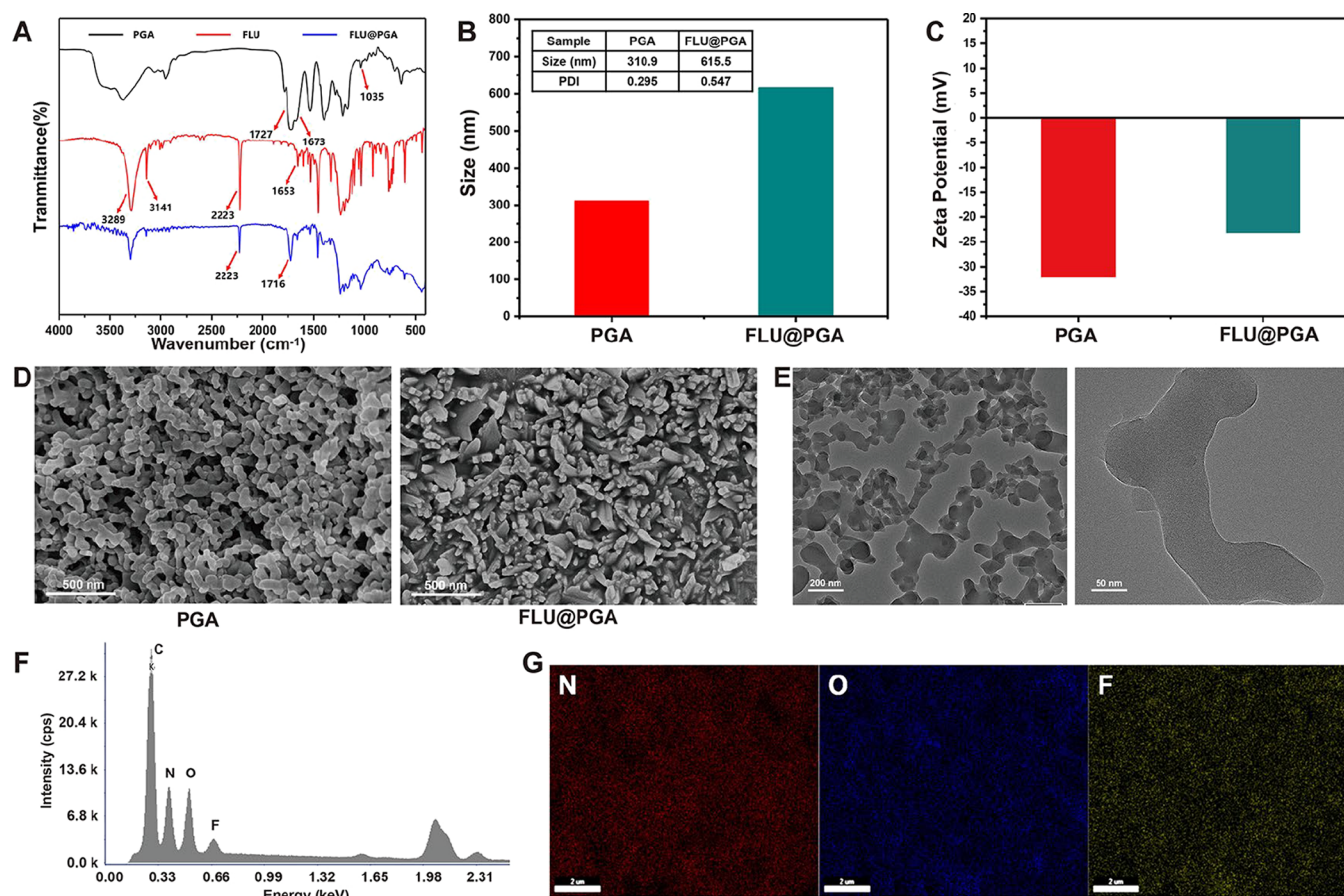 A
PGA FLU FLU@PGA
Tranmittance(%)
1035
1727
1673
1653
3289
3141
2223
2223
1716
4000 3500 3000 2500 2000 1500 1000 500
Wavenumber (cm-1)
B
Sample PGA FLU@PGA
Size (nm) 310.9 615.5
PDI 0.295 0.547
Size (nm)
800
700
600
500
400
300
200
100
0
PGA FLU@PGA
C
Zeta Potential (mV)
20
15
10
5
0
-5
-10
-15
-20
-25
-30
-35
-40
PGA FLU@PGA
D
500 nm
500 nm
PGA FLU@PGA
E
200 nm
50 nm
F
Intensity (cps)
27.2 k
20.4 k
13.6 k
6.8 k
0.0 k
C
K
N O
F
0.00 0.33 0.66 0.99 1.32 1.65 1.98 2.31
Energy (keV)
G
N O F
2 um 2 um 2 um